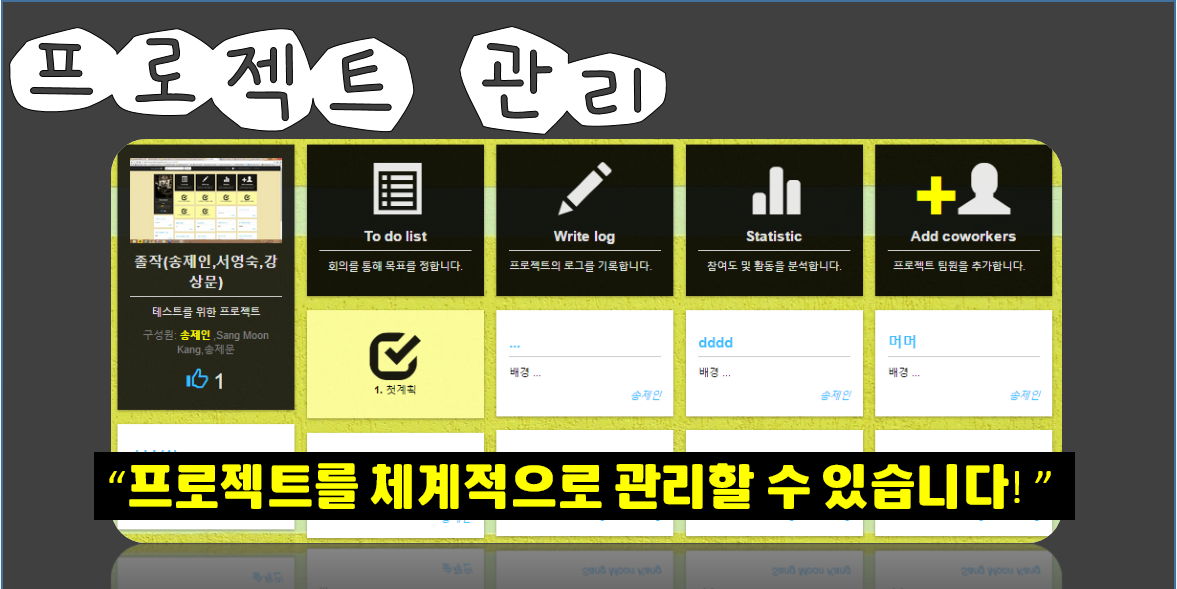 프로젝트 관리
졸작(송제인,서영숙,강
상문)
테스트를 위한 프로젝트
구성원: 송제인 ,Sang Moon
Kang,송제문
1
To do list
회의를 통해 목표를 정합니다.
Write log
프로젝트의 로그를 기록합니다.
Statistic
참여도 및 활동을 분석합니다.
Add coworkers
프로젝트 팀원을 추가합니다.
1. 첫계획
...
배경 ...
송제인
dddd
배경 ...
송제인
머머
배경 ...
송제인
“프로젝트를 체계적으로 관리할 수 있습니다! ”